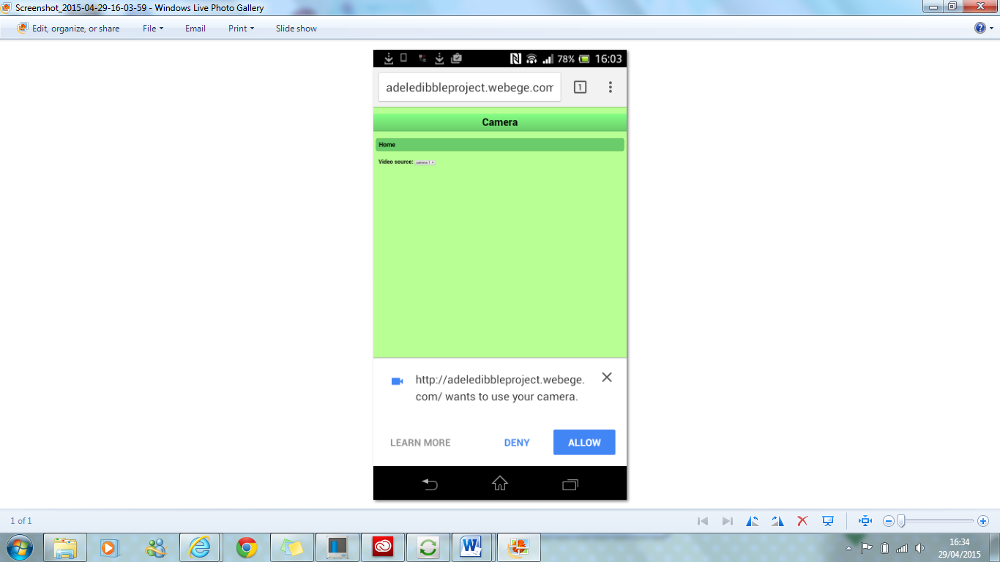 Screenshot_2015-04-29-16-03-59 - Windows Live Photo Gallery
Edit, organize, or share File Email Print Slide show
78% 16:03
adeledibbleproject.webege.com 1
Camera
Home
Video source: camera 1
http://adeledibbleproject.webege.
com/ wants to use your camera.
LEARN MORE DENY ALLOW
1 of 1
16:34
29/04/2015